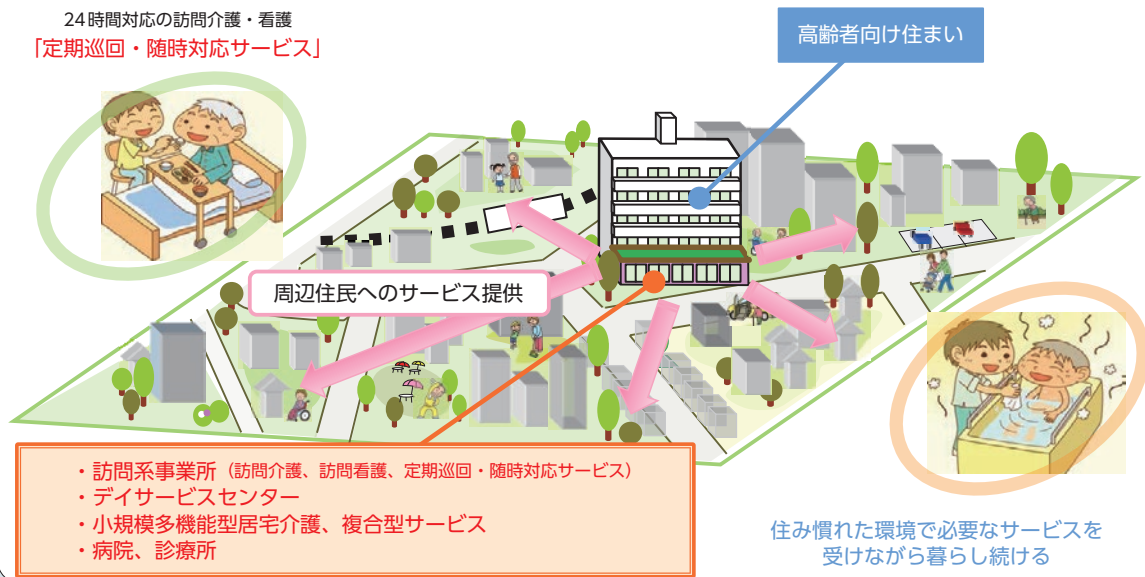 24時間対応の訪問介護・看護
「定期巡回・随時対応サービス」
高齢者向け住まい
周辺住民へのサービス提供
・訪問系事業所（訪問介護、訪問看護、定期巡回・随時対応サービス）
・デイサービスセンター
・小規模多機能型居宅介護、複合型サービス
・病院、診療所
住み慣れた環境で必要なサービスを
受けながら暮らし続ける